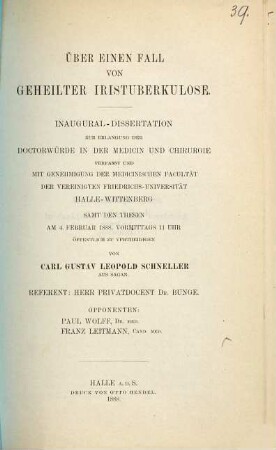 39.
ÜBER EINEN FALL
VON
GEHEILTER IRISTUBERKULOSE.
INAUGURAL-DISSERTATION
ZUR ERLANGUNG DER
DOCTORWÜRDE IN DER MEDICIN UND CHIRURGIE
VERFASST UND
MIT GENEHMIGUNG DER MEDICINISCHEN FACULTÄT
DER VEREINIGTEN FRIEDRICHS-UNIVERSITÄT
HALLE-WITTENBERG
SAMT DEN THESEN
AM 4. FEBRUAR 1888, VORMITTAGS 11 UHR
ÖFFENTLICH ZU VERTHEIDIGEN
VON
CARL GUSTAV LEOPOLD SCHNELLER
AUS SAGAN.
REFERENT: HERR PRIVATDOCENT DR. BUNGE.
OPPONENTEN:
PAUL WOLFF, DR. MED.
FRANZ LEITMANN, CAND. MED.
HALLE A. D. S.
DRUCK VON OTTO HENDEL.
1888.